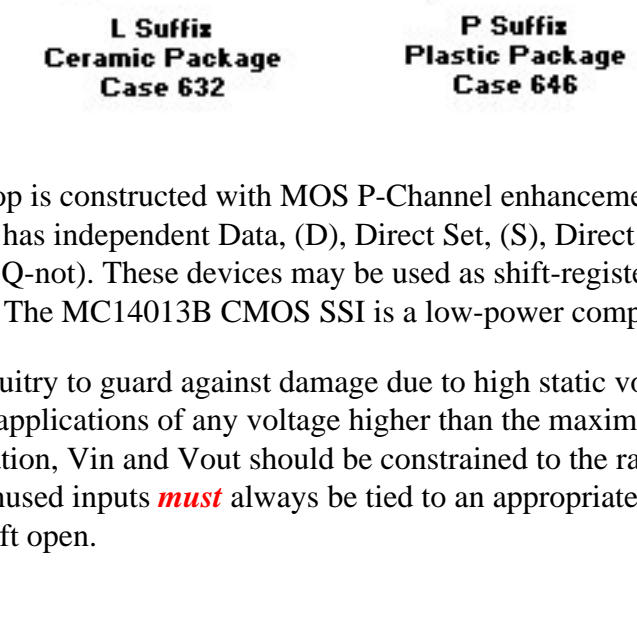 L Suffix
Ceramic Package
Case 632
P Suffix
Plastic Package
Case 646
op is constructed with MOS P-Channel enhanceme
has independent Data, (D), Direct Set, (S), Direct
Q-not). These devices may be used as shift-registe
The MC14013B CMOS SSI is a low-power comp
uitry to guard against damage due to high static vo
applications of any voltage higher than the maxim
tion, Vin and Vout should be constrained to the ra
nused inputs must always be tied to an appropriate
ft open.